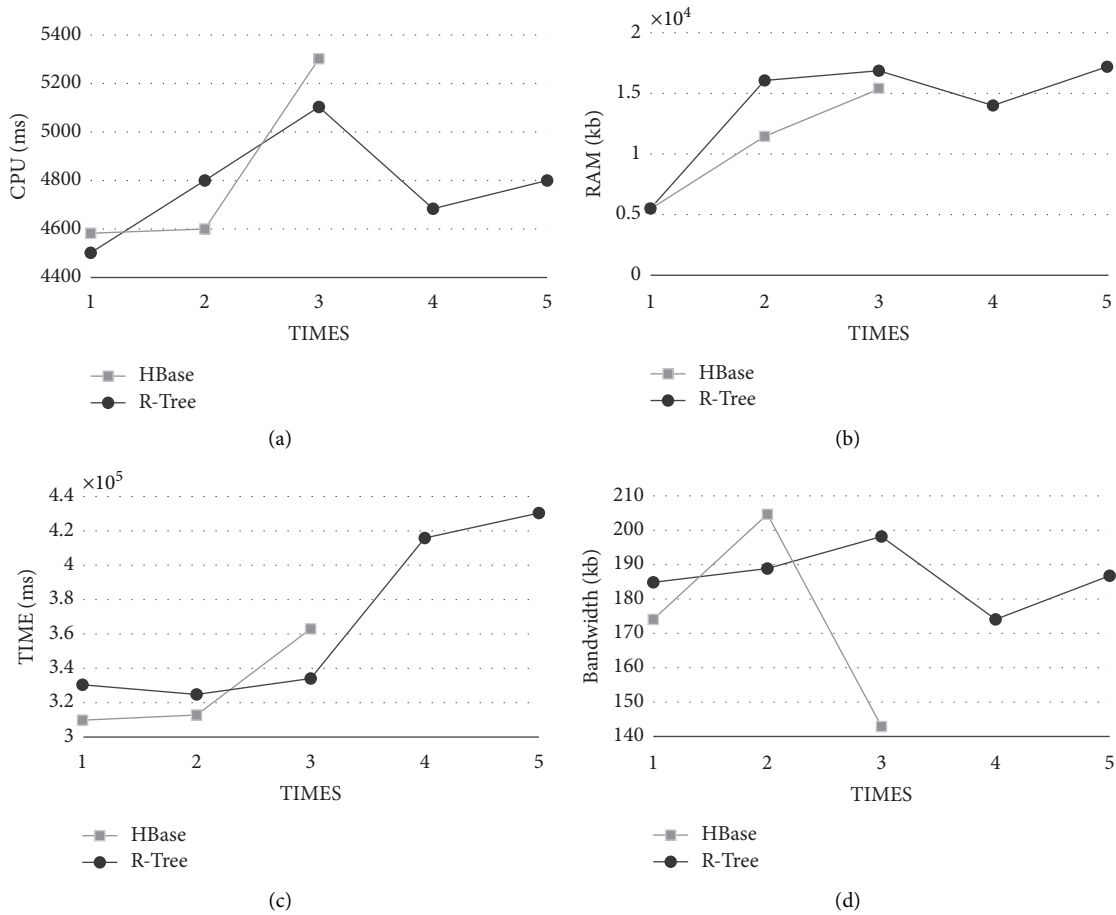 5400
5200
5000
4800
4600
4400
CPU (ms)
1 2 3 4 5
TIMES
HBase
R-Tree
(a)
×10⁴
2
1.5
1
0.5
0
RAM (kb)
1 2 3 4 5
TIMES
HBase
R-Tree
(b)
×10⁵
4.4
4.2
4
3.8
3.6
3.4
3.2
3
TIME (ms)
1 2 3 4 5
TIMES
HBase
R-Tree
(c)
210
200
190
180
170
160
150
140
Bandwidth (kb)
1 2 3 4 5
TIMES
HBase
R-Tree
(d)